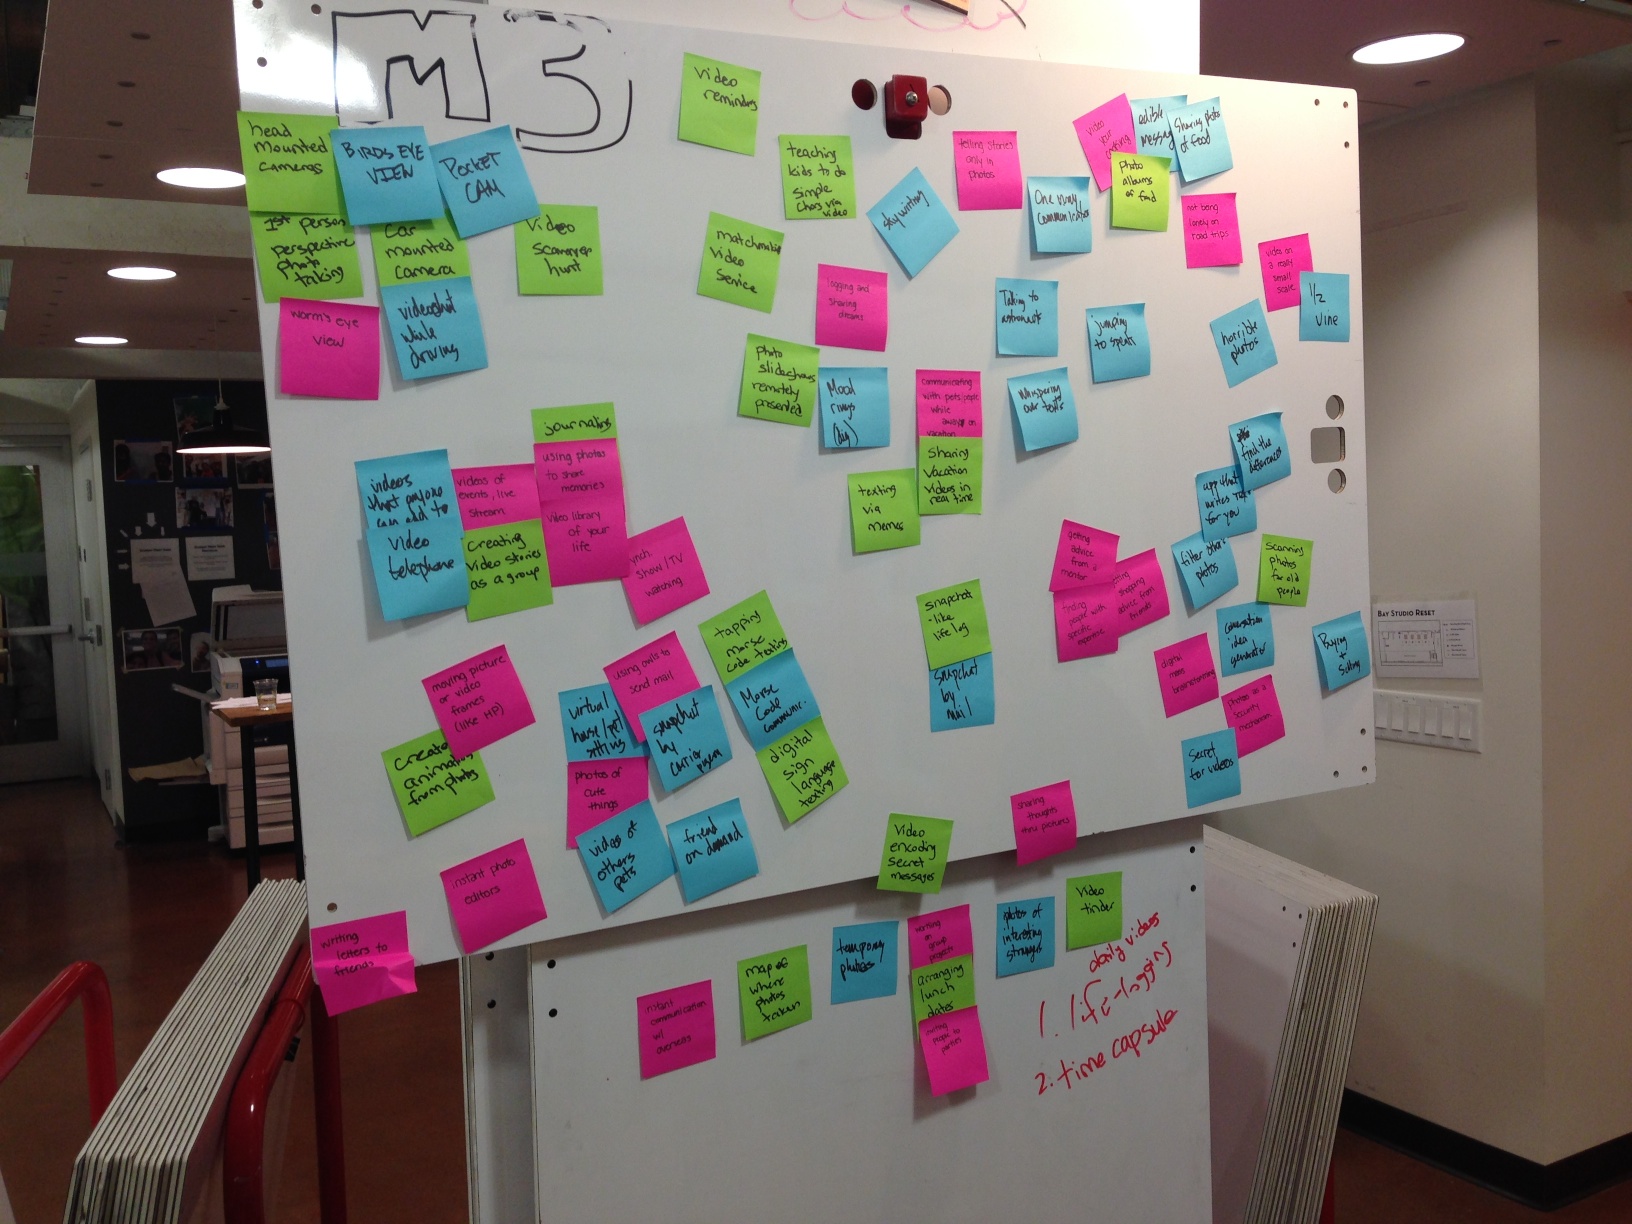 M3
Video
reminders
head
mounted
cameras
BIRDS EYE
VIEW
POCKET
CAM
1st person
perspective
photo
taking
Car
mounted
camera
Video
scavenger
hunt
worm's eye
view
videochat
while
driving
teaching
kids to do
simple
chores via
video
skywriting
telling stories
only in
photos
video
your
edible
message
Sharing photos
of food
photo
albums
of food
One way
communicator
not being
lonely on
road trips
video on
a really
small
scale
1/2
Vine
matchmaking
video
service
logging and
sharing
dreams
Talking to
astronaut
jumping
to speak
horrible
photos
photo
slideshows
remotely
presented
Mood
rings
(dig)
communicating
with pets/people
while
away on
vacation
Sharing
vacation
videos in
real time
whispering
over texts
texting
via
memes
journaling
using photos
to share
memories
video library
of your
life
videos
that anyone
can add to
videos of
events, live
stream
video
telephone
creating
video stories
as a group
synch.
show/TV
watching
find the
differences
app that
writes
for you
filter other
photos
scanning
photos
for old
people
getting
advice
from a
mentor
finding
people with
specific
expertise
shopping
advice from
friends
snapchat
-like
life log
snapchat
by
mail
conversation
idea
generator
Buying
+
selling
digital
brainstorming
photos as a
security
mechanism
Secret
for videos
moving picture
or video
frames
(like HP)
create
animation
from photos
using owls to
send mail
virtual
house/pet
sitting
snapchat
by
carrier
pigeon
tapping
morse
code texting
Morse
Code
communic.
digital
sign
language
texting
photos of
cute
things
videos of
others
pets
friend
on demand
instant photo
editors
writing
letters to
friends
Video
encoding
secret
messages
sharing
thoughts
thru pictures
instant
communication
w/
overseas
map of
where
photos
taken
temporary
photos
working
on
group
projects
arranging
lunch
dates
people to
parties
photos of
interesting
strangers
Video
tinder
daily videos
1. life-logging
2. time capsule
BAY STUDIO RESET